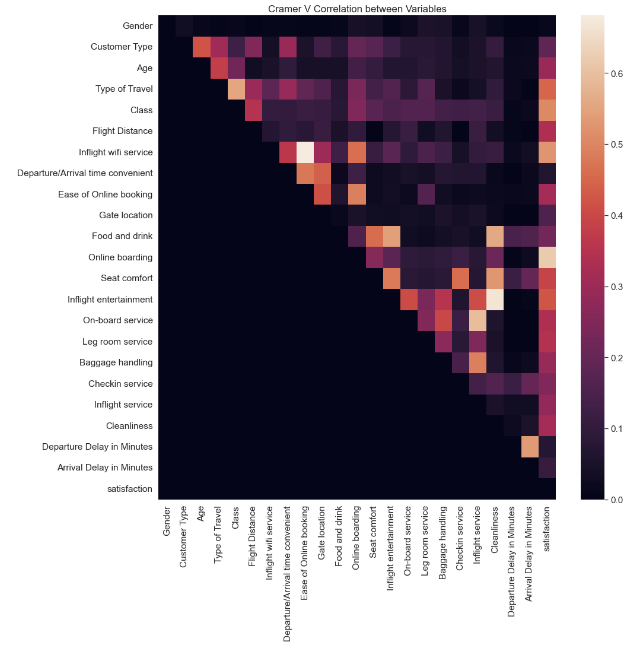 Cramer V Correlation between Variables
Gender
Customer Type
Age
Type of Travel
Class
Flight Distance
Inflight wifi service
Departure/Arrival time convenient
Ease of Online booking
Gate location
Food and drink
Online boarding
Seat comfort
Inflight entertainment
On-board service
Leg room service
Baggage handling
Checkin service
Inflight service
Cleanliness
Departure Delay in Minutes
Arrival Delay in Minutes
satisfaction
Gender
Customer Type
Age
Type of Travel
Class
Flight Distance
Inflight wifi service
Departure/Arrival time convenient
Ease of Online booking
Gate location
Food and drink
Online boarding
Seat comfort
Inflight entertainment
On-board service
Leg room service
Baggage handling
Checkin service
Inflight service
Cleanliness
Departure Delay in Minutes
Arrival Delay in Minutes
satisfaction
0.6
0.5
0.4
0.3
0.2
0.1
0.0